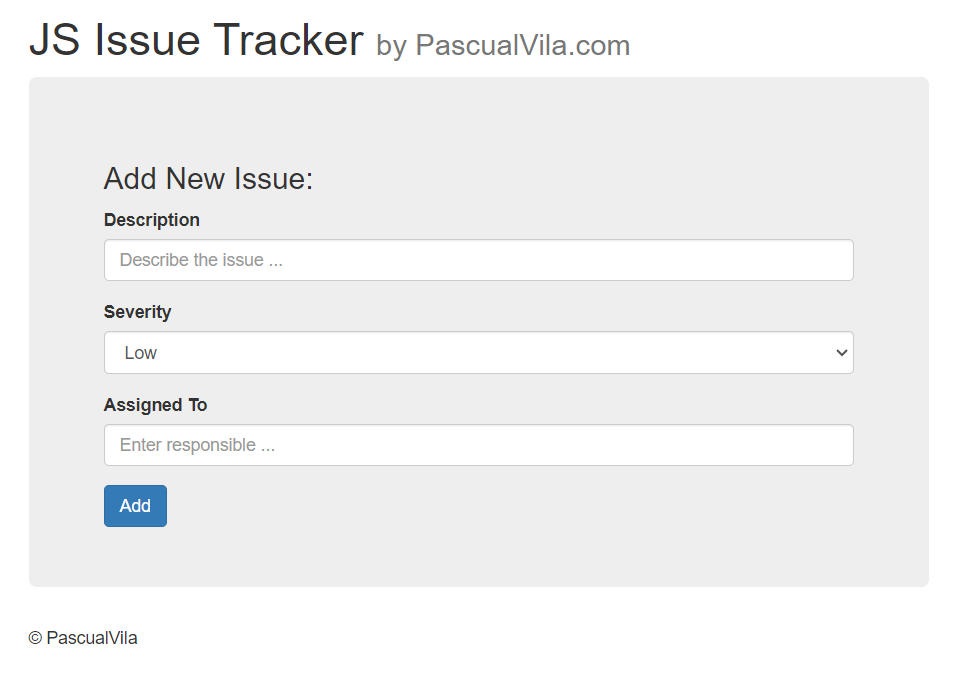 JS Issue Tracker by PascualVila.com
Add New Issue:
Description
Describe the issue ...
Severity
Low
Assigned To
Enter responsible ...
Add
© PascualVila